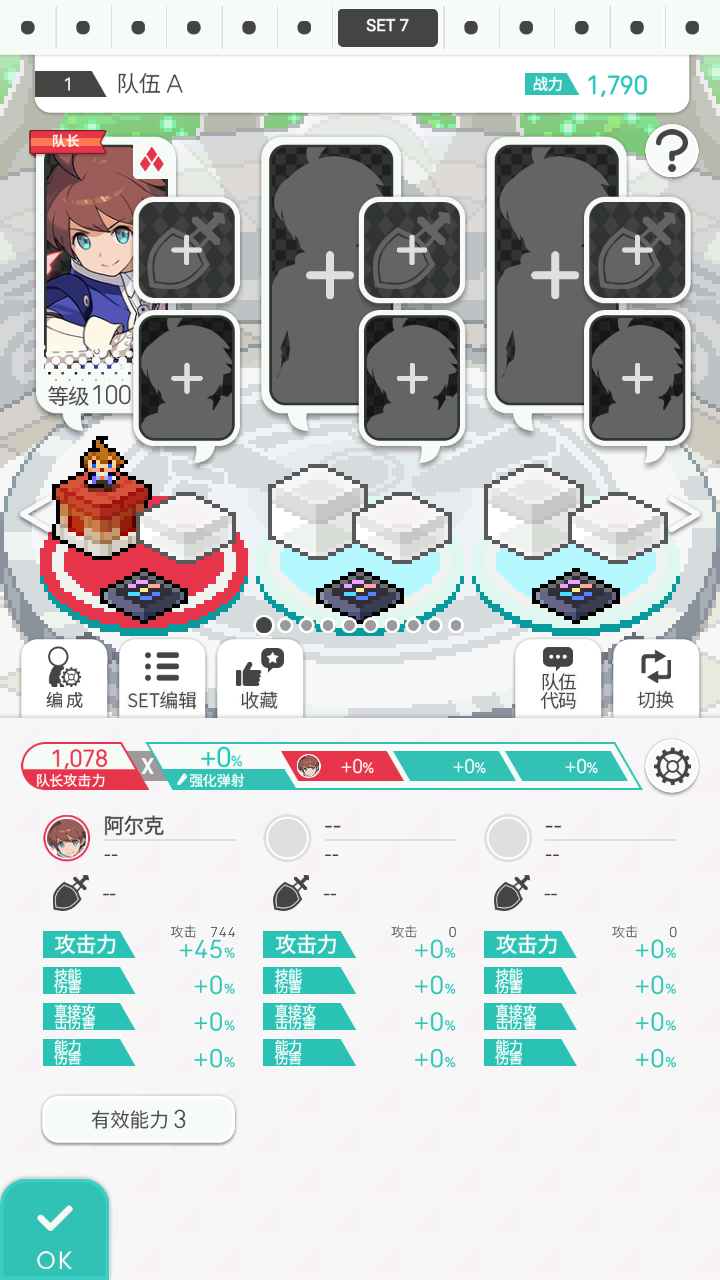 SET 7
1 队伍 A 战力 1,790
队长
?
等级100
编成 SET编辑 收藏 队伍代码 切换
1,078 X +0% +0% +0% +0%
队长攻击力 强化弹射
阿尔克 -- --
-- -- --
-- -- --
攻击 744 攻击 0 攻击 0
攻击力 +45% 攻击力 +0% 攻击力 +0%
技能伤害 +0% 技能伤害 +0% 技能伤害 +0%
直接攻击伤害 +0% 直接攻击伤害 +0% 直接攻击伤害 +0%
能力伤害 +0% 能力伤害 +0% 能力伤害 +0%
有效能力 3
OK